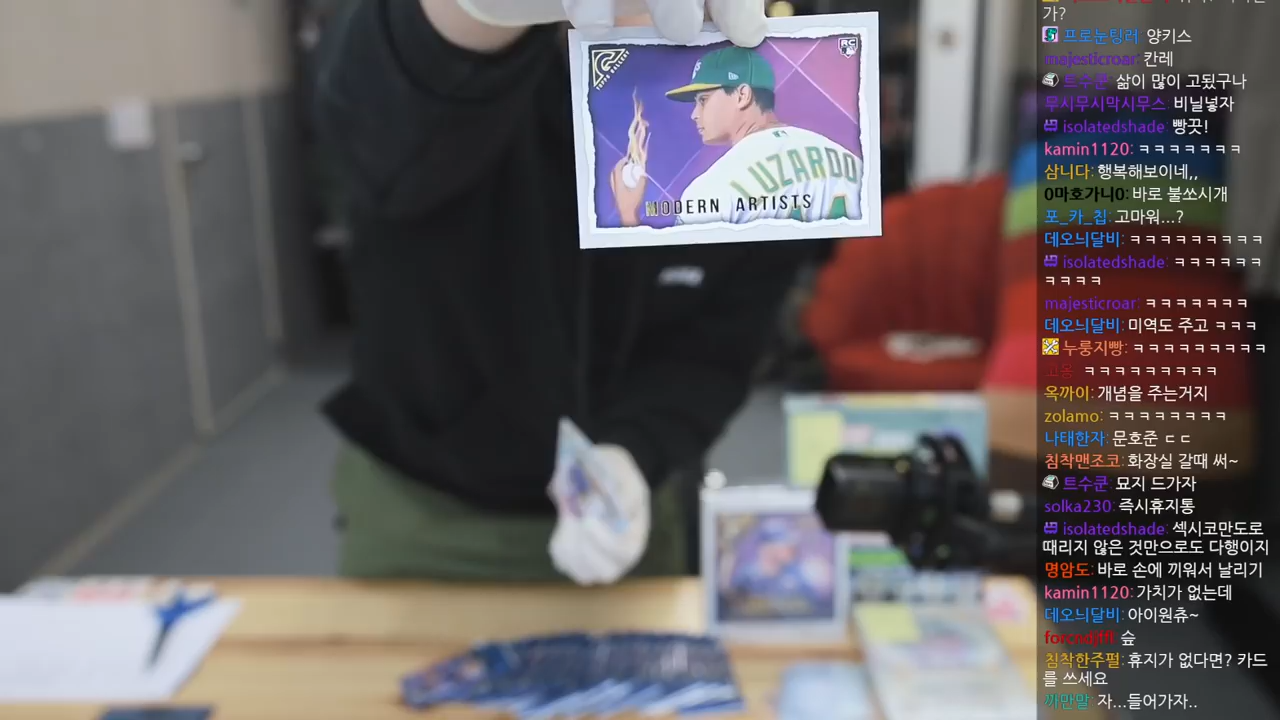 RC
LUZARDO
MODERN ARTISTS
가?
프로눈팅러: 양키스
majesticroar: 칸레
트수쿤: 삶이 많이 고됬구나
무시무시막시무스: 비닐넣자
isolatedshade: 빵끗!
kamin1120: ㅋㅋㅋㅋㅋㅋㅋ
삼니다: 행복해보이네,,
0마호가니0: 바로 불쏘시개
포_카_칩: 고마워...?
데오늬달비: ㅋㅋㅋㅋㅋㅋㅋㅋㅋ
isolatedshade: ㅋㅋㅋㅋㅋㅋ
ㅋㅋㅋㅋ
majesticroar: ㅋㅋㅋㅋㅋㅋㅋ
데오늬달비: 미역도 주고 ㅋㅋㅋ
누룽지빵: ㅋㅋㅋㅋㅋㅋㅋㅋㅋ
ㅋㅋㅋㅋㅋㅋㅋㅋㅋ
옥까이: 개념을 주는거지
zolamo: ㅋㅋㅋㅋㅋㅋㅋㅋ
나태한자: 문호준 ㄷㄷ
침착맨조코: 화장실 갈때 써~
트수쿤: 묘지 드가자
solka230: 즉시휴지통
isolatedshade: 섹시코만도로
때리지 않은 것만으로도 다행이지
명암도: 바로 손에 끼워서 날리기
kamin1120: 가치가 없는데
데오늬달비: 아이원츄~
슾
침착한주펄: 휴지가 없다면? 카드
를 쓰세요
까만말: 자...들어가자..